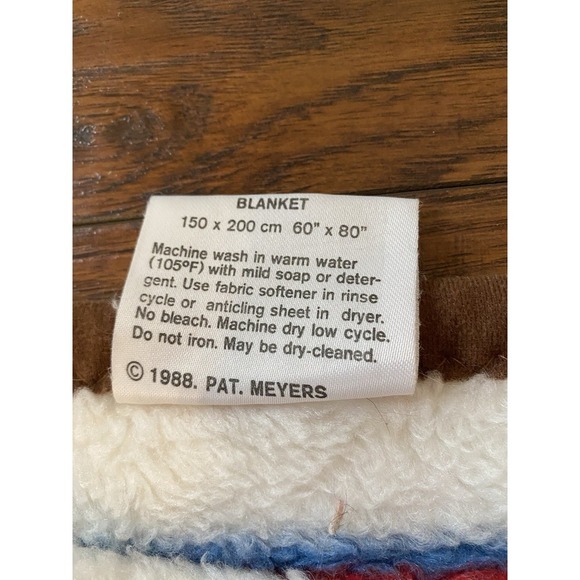 BLANKET
150 x 200 cm 60" x 80"
Machine wash in warm water
(105ºF) with mild soap or deter-
gent. Use fabric softener in rinse
cycle or anticling sheet in dryer.
No bleach. Machine dry low cycle.
Do not iron. May be dry-cleaned.
© 1988. PAT. MEYERS